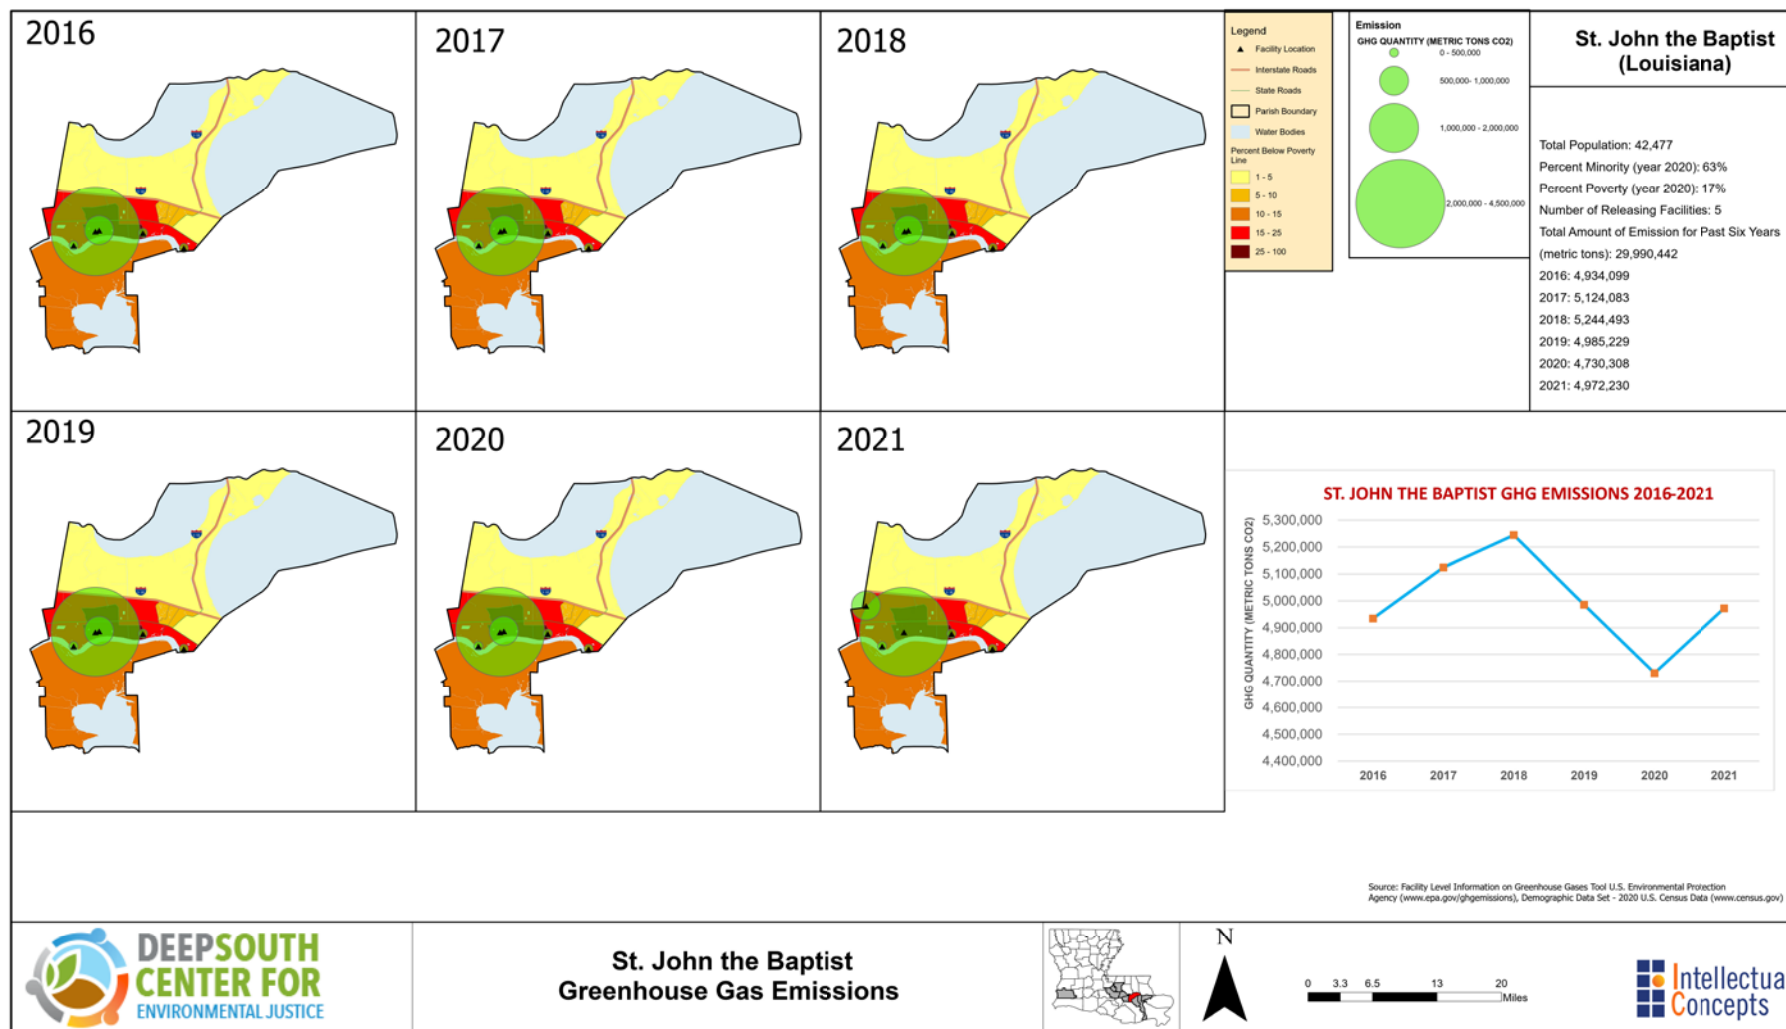 2016
2017
2018
Legend
Facility Location
Interstate Roads
State Roads
Parish Boundary
Water Bodies
Percent Below Poverty
Line
1 - 5
5 - 10
10 - 15
15 - 25
25 - 100
Emission
GHG QUANTITY (METRIC TONS CO2)
0 - 500,000
500,000- 1,000,000
1,000,000 - 2,000,000
2,000,000 - 4,500,000
St. John the Baptist
(Louisiana)
Total Population: 42,477
Percent Minority (year 2020): 63%
Percent Poverty (year 2020): 17%
Number of Releasing Facilities: 5
Total Amount of Emission for Past Six Years
(metric tons): 29,990,442
2016: 4,934,099
2017: 5,124,083
2018: 5,244,493
2019: 4,985,229
2020: 4,730,308
2021: 4,972,230
2019
2020
2021
ST. JOHN THE BAPTIST GHG EMISSIONS 2016-2021
GHG QUANTITY (METRIC TONS CO2)
5,300,000
5,200,000
5,100,000
5,000,000
4,900,000
4,800,000
4,700,000
4,600,000
4,500,000
4,400,000
2016 2017 2018 2019 2020 2021
Source: Facility Level Information on Greenhouse Gases Tool U.S. Environmental Protection
Agency (www.epa.gov/ghgemissions), Demographic Data Set - 2020 U.S. Census Data (www.census.gov)
DEEPSOUTH
CENTER FOR
ENVIRONMENTAL JUSTICE
St. John the Baptist
Greenhouse Gas Emissions
N
0 3.3 6.5 13 20
Miles
Intellectua
Concepts